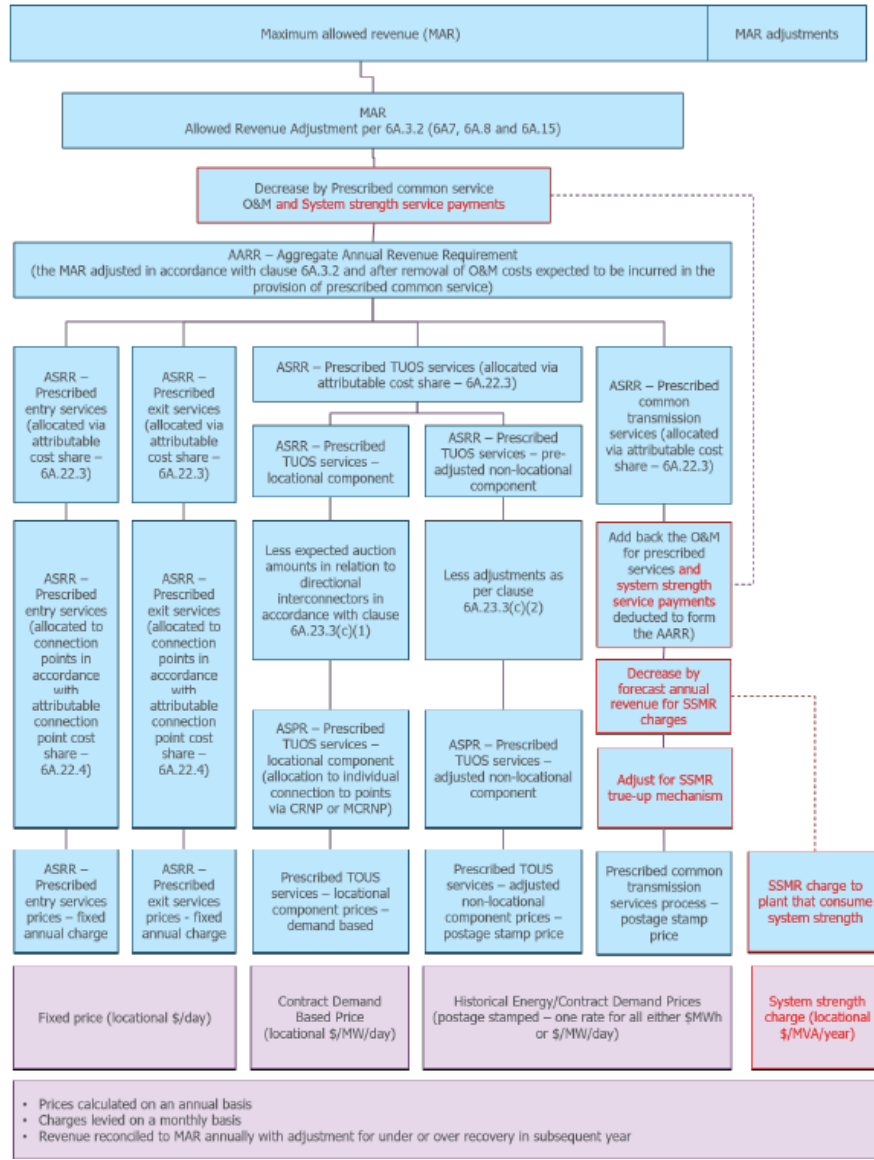 Maximum allowed revenue (MAR)
MAR adjustments
MAR
Allowed Revenue Adjustment per 6A.3.2 (6A7, 6A.8 and 6A.15)
Decrease by Prescribed common service
O&M and System strength service payments
AARR – Aggregate Annual Revenue Requirement
(the MAR adjusted in accordance with clause 6A.3.2 and after removal of O&M costs expected to be incurred in the
provision of prescribed common service)
ASRR –
Prescribed
entry services
(allocated via
attributable
cost share –
6A.22.3)
ASRR –
Prescribed
exit services
(allocated via
attributable
cost share –
6A.22.3)
ASRR – Prescribed TUOS services (allocated via
attributable cost share – 6A.22.3)
ASRR – Prescribed
TUOS services –
locational component
ASRR – Prescribed
TUOS services – pre-
adjusted non-locational
component
ASRR – Prescribed
common
transmission
services (allocated
via attributable
cost share –
6A.22.3)
ASRR –
Prescribed
entry services
(allocated to
connection
points in
accordance
with
attributable
connection
point cost
share –
6A.22.4)
ASRR –
Prescribed
exit services
(allocated to
connection
points in
accordance
with
attributable
connection
point cost
share –
6A.22.4)
Less expected auction
amounts in relation to
directional
interconnectors in
accordance with clause
6A.23.3(c)(1)
Less adjustments as
per clause
6A.23.3(c)(2)
Add back the O&M
for prescribed
services and
system strength
service payments
deducted to form
the AARR)
Decrease by
forecast annual
revenue for SSMR
charges
ASPR – Prescribed
TUOS services –
locational component
(allocation to individual
connection to points
via CRNP or MCRNP)
ASPR – Prescribed
TUOS services –
adjusted non-locational
component
Adjust for SSMR
true-up mechanism
ASRR –
Prescribed
entry services
prices – fixed
annual charge
ASRR –
Prescribed
exit services
prices - fixed
annual charge
Prescribed TOUS
services – locational
component prices –
demand based
Prescribed TOUS
services – adjusted
non-locational
component prices –
postage stamp price
Prescribed common
transmission
services process –
postage stamp
price
SSMR charge to
plant that consume
system strength
Fixed price (locational $/day)
Contract Demand
Based Price
(locational $/MW/day)
Historical Energy/Contract Demand Prices
(postage stamped – one rate for all either $MWh
or $/MW/day)
System strength
charge (locational
$/MVA/year)
• Prices calculated on an annual basis
• Charges levied on a monthly basis
• Revenue reconciled to MAR annually with adjustment for under or over recovery in subsequent year